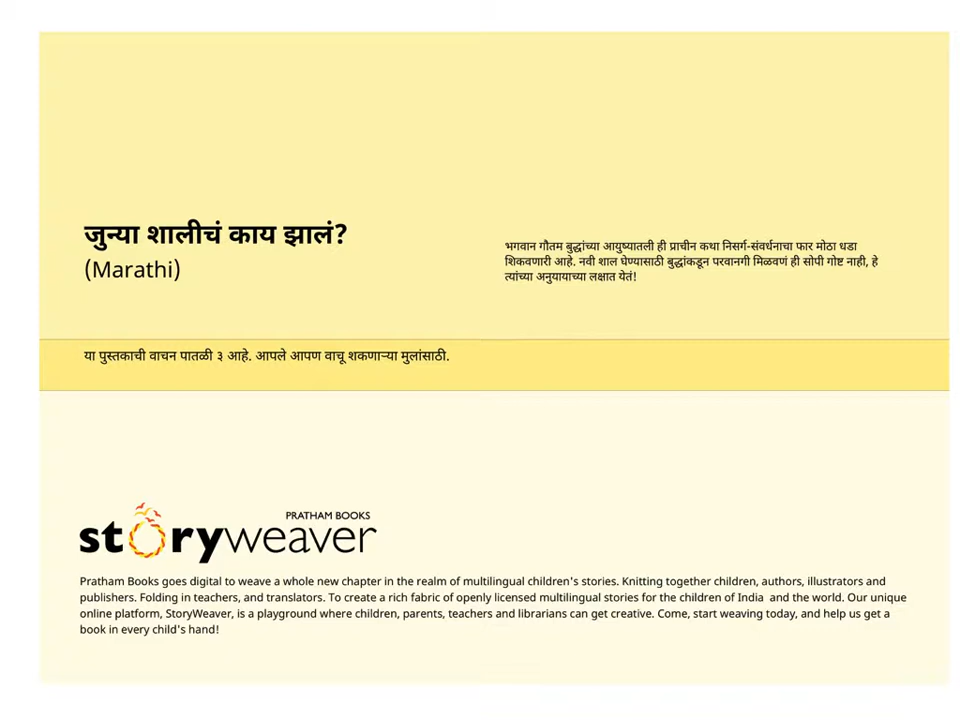 जुन्या शालीचं काय झालं?
(Marathi)
भगवान गौतम बुद्धांच्या आयुष्यातली ही प्राचीन कथा निसर्ग-संवर्धनाचा फार मोठा धडा
शिकवणारी आहे. नवी शाल घेण्यासाठी बुद्धांकडून परवानगी मिळवणं ही सोपी गोष्ट नाही, हे
त्यांच्या अनुयायाच्या लक्षात येतं!
या पुस्तकाची वाचन पातळी ३ आहे. आपले आपण वाचू शकणाऱ्या मुलांसाठी.
PRATHAM BOOKS
storyweaver
Pratham Books goes digital to weave a whole new chapter in the realm of multilingual children's stories. Knitting together children, authors, illustrators and
publishers. Folding in teachers, and translators. To create a rich fabric of openly licensed multilingual stories for the children of India and the world. Our unique
online platform, StoryWeaver, is a playground where children, parents, teachers and librarians can get creative. Come, start weaving today, and help us get a
book in every child's hand!